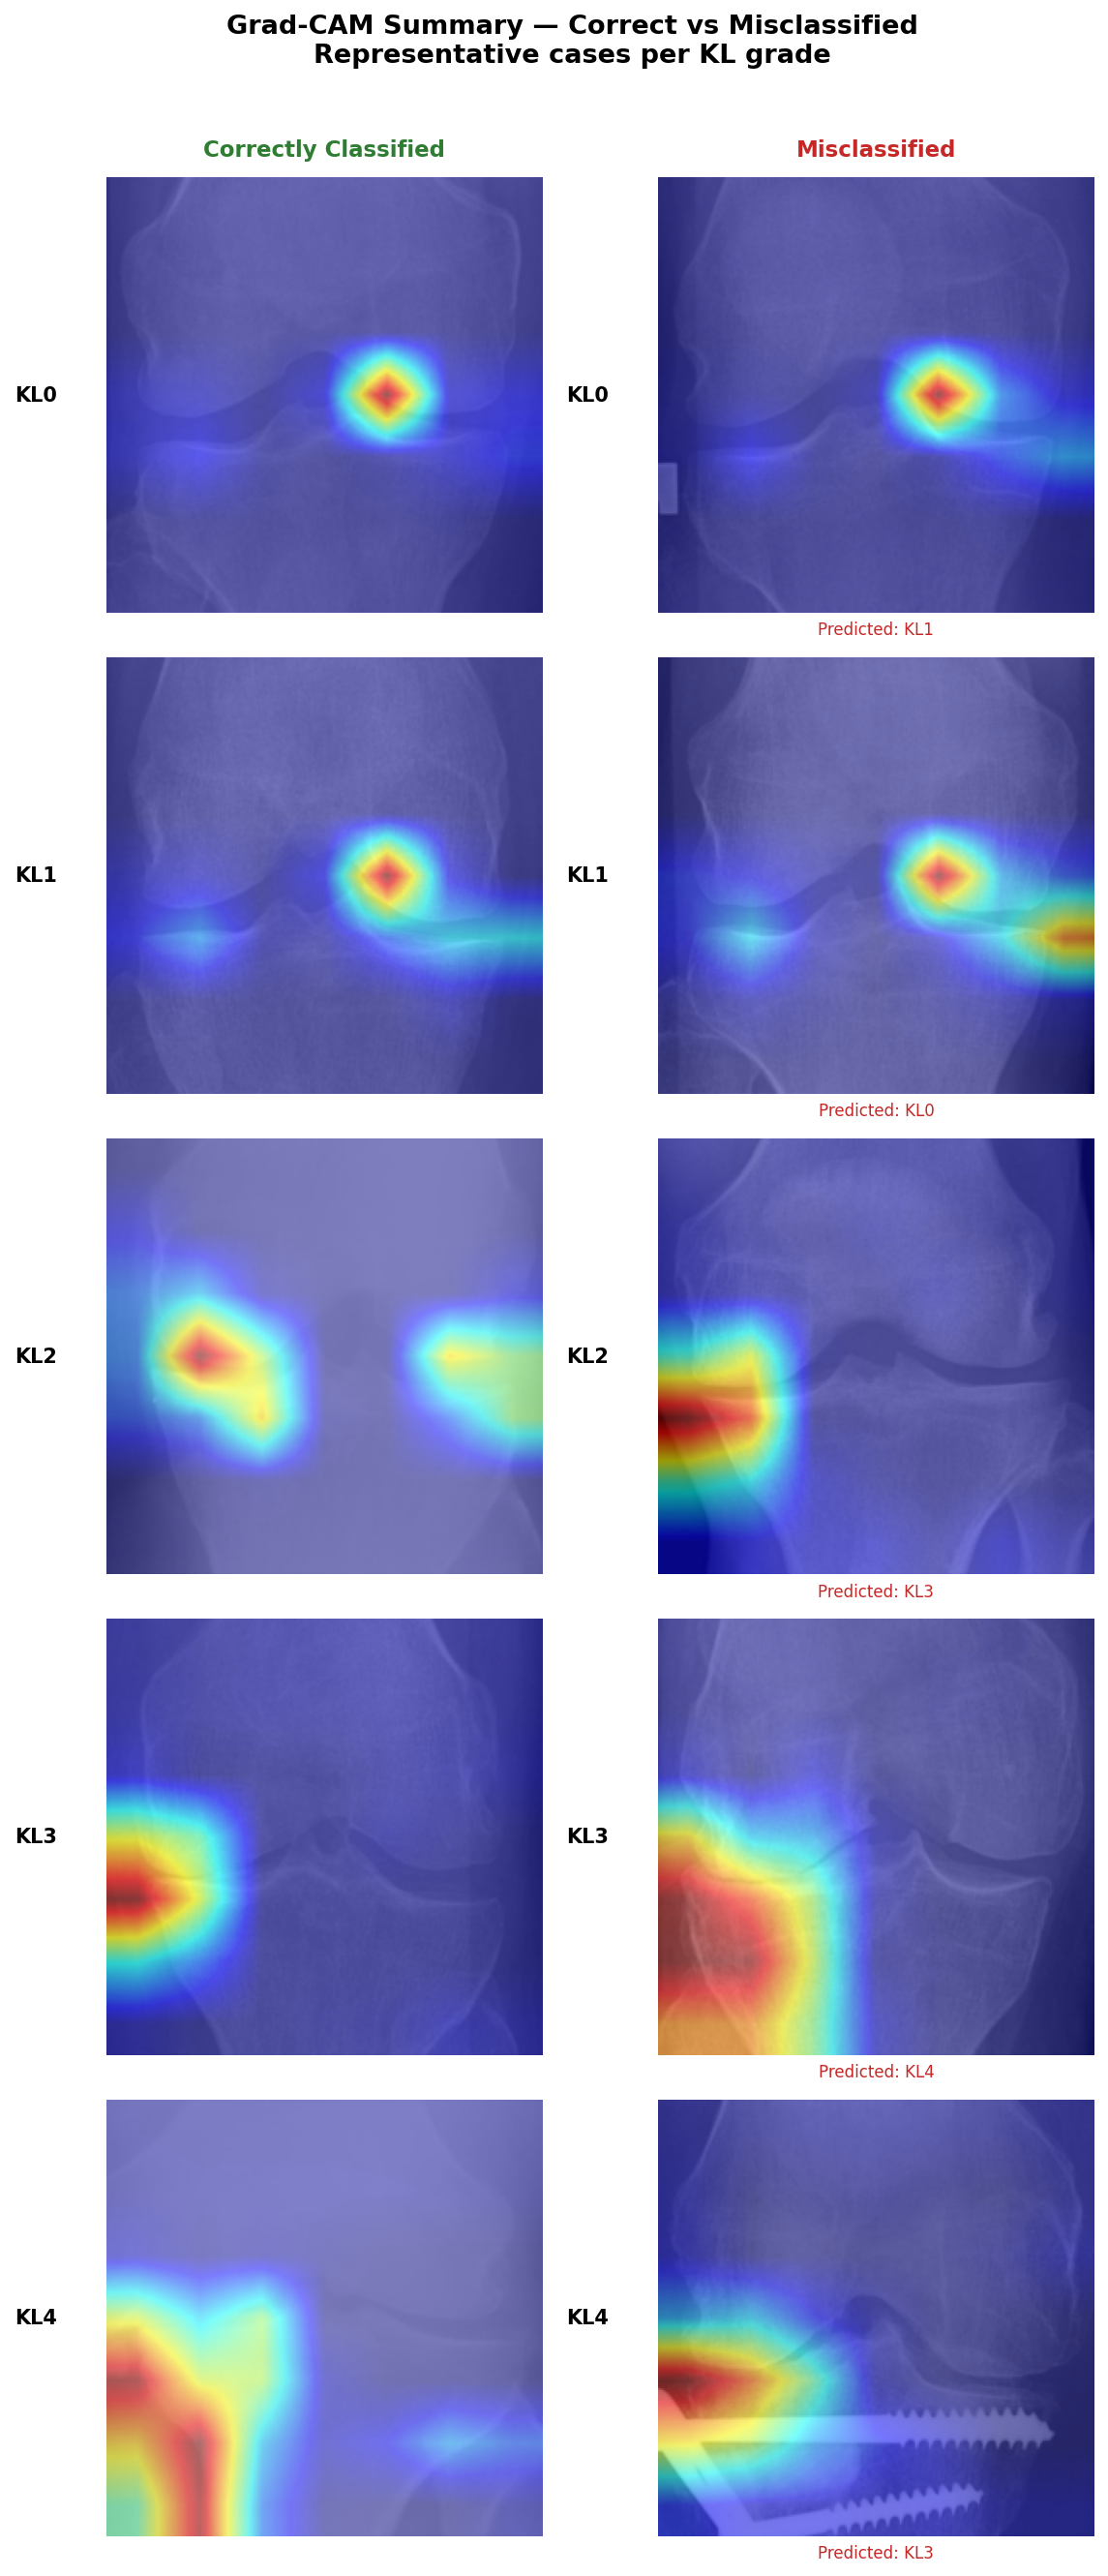 Grad-CAM Summary — Correct vs Misclassified
Representative cases per KL grade
Correctly Classified
Misclassified
KL0
KL0
Predicted: KL1
KL1
KL1
Predicted: KL0
KL2
KL2
Predicted: KL3
KL3
KL3
Predicted: KL4
KL4
KL4
Predicted: KL3